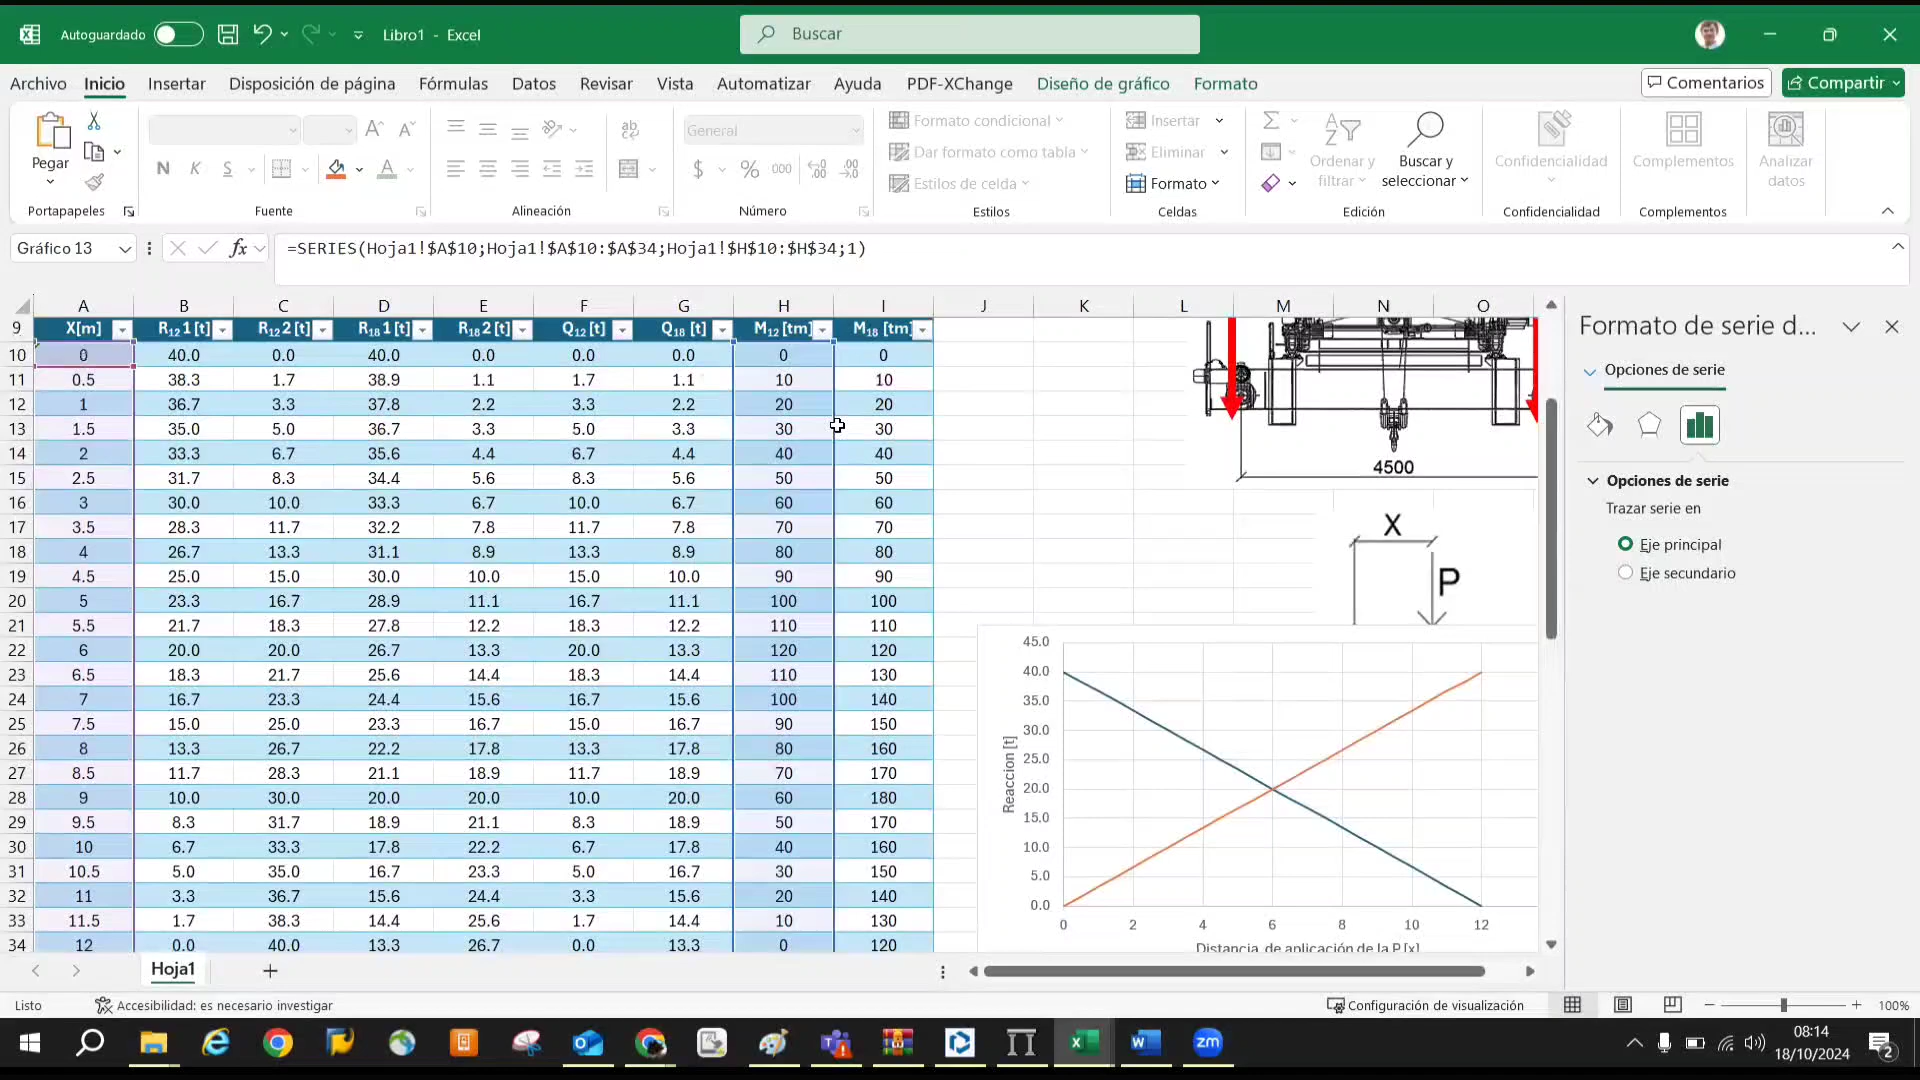 Autoguardado
Libro1 - Excel
Buscar
Archivo Inicio Insertar Disposición de página Fórmulas Datos Revisar Vista Automatizar Ayuda PDF-XChange Diseño de gráfico Formato
Comentarios Compartir
Pegar
Portapapeles
N K S
Fuente
Alineación
General
$ % 000
Número
Formato condicional
Dar formato como tabla
Estilos de celda
Estilos
Insertar
Eliminar
Formato
Celdas
Ordenar y filtrar
Buscar y seleccionar
Edición
Confidencialidad
Confidencialidad
Complementos
Complementos
Analizar datos
Gráfico 13
fx
=SERIES(Hoja1!$A$10;Hoja1!$A$10:$A$34;Hoja1!$H$10:$H$34;1)
A B C D E F G H I J K L M N O
9 X[m] R12 1 [t] R12 2 [t] R18 1 [t] R18 2 [t] Q12 [t] Q18 [t] M12 [tm] M18 [tm]
10 0 40.0 0.0 40.0 0.0 0.0 0.0 0 0
11 0.5 38.3 1.7 38.9 1.1 1.7 1.1 10 10
12 1 36.7 3.3 37.8 2.2 3.3 2.2 20 20
13 1.5 35.0 5.0 36.7 3.3 5.0 3.3 30 30
14 2 33.3 6.7 35.6 4.4 6.7 4.4 40 40
15 2.5 31.7 8.3 34.4 5.6 8.3 5.6 50 50
16 3 30.0 10.0 33.3 6.7 10.0 6.7 60 60
17 3.5 28.3 11.7 32.2 7.8 11.7 7.8 70 70
18 4 26.7 13.3 31.1 8.9 13.3 8.9 80 80
19 4.5 25.0 15.0 30.0 10.0 15.0 10.0 90 90
20 5 23.3 16.7 28.9 11.1 16.7 11.1 100 100
21 5.5 21.7 18.3 27.8 12.2 18.3 12.2 110 110
22 6 20.0 20.0 26.7 13.3 20.0 13.3 120 120
23 6.5 18.3 21.7 25.6 14.4 18.3 14.4 110 130
24 7 16.7 23.3 24.4 15.6 16.7 15.6 100 140
25 7.5 15.0 25.0 23.3 16.7 15.0 16.7 90 150
26 8 13.3 26.7 22.2 17.8 13.3 17.8 80 160
27 8.5 11.7 28.3 21.1 18.9 11.7 18.9 70 170
28 9 10.0 30.0 20.0 20.0 10.0 20.0 60 180
29 9.5 8.3 31.7 18.9 21.1 8.3 18.9 50 170
30 10 6.7 33.3 17.8 22.2 6.7 17.8 40 160
31 10.5 5.0 35.0 16.7 23.3 5.0 16.7 30 150
32 11 3.3 36.7 15.6 24.4 3.3 15.6 20 140
33 11.5 1.7 38.3 14.4 25.6 1.7 14.4 10 130
34 12 0.0 40.0 13.3 26.7 0.0 13.3 0 120
4500
X
P
45.0
40.0
35.0
30.0
25.0
20.0
15.0
10.0
5.0
0.0
Reaccion [t]
0 2 4 6 8 10 12
Distancia de aplicación de la P [x]
Formato de serie d...
Opciones de serie
Opciones de serie
Trazar serie en
Eje principal
Eje secundario
Hoja1
Listo
Accesibilidad: es necesario investigar
Configuración de visualización
100%
W
zm
08:14
18/10/2024
2